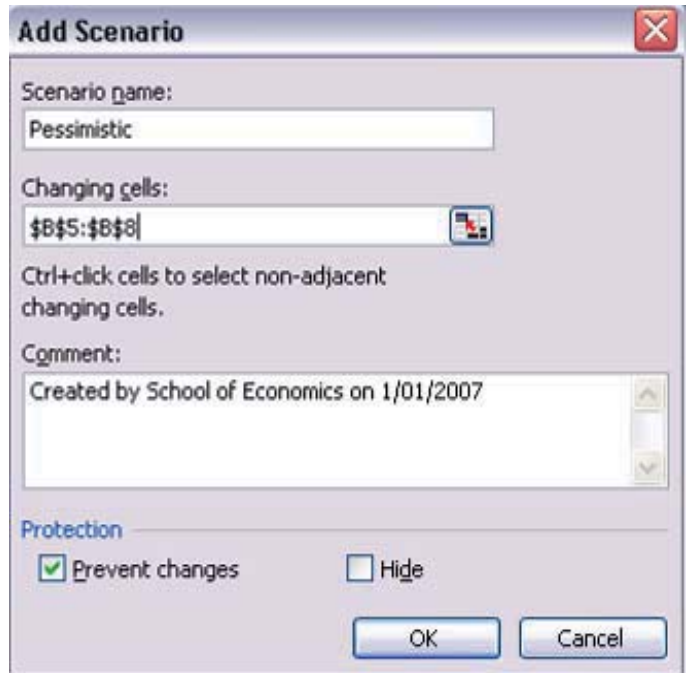 Add Scenario
Scenario name:
Pessimistic
Changing cells:
$B$5:$B$8
Ctrl+click cells to select non-adjacent
changing cells.
Comment:
Created by School of Economics on 1/01/2007
Protection
Prevent changes Hide
OK Cancel